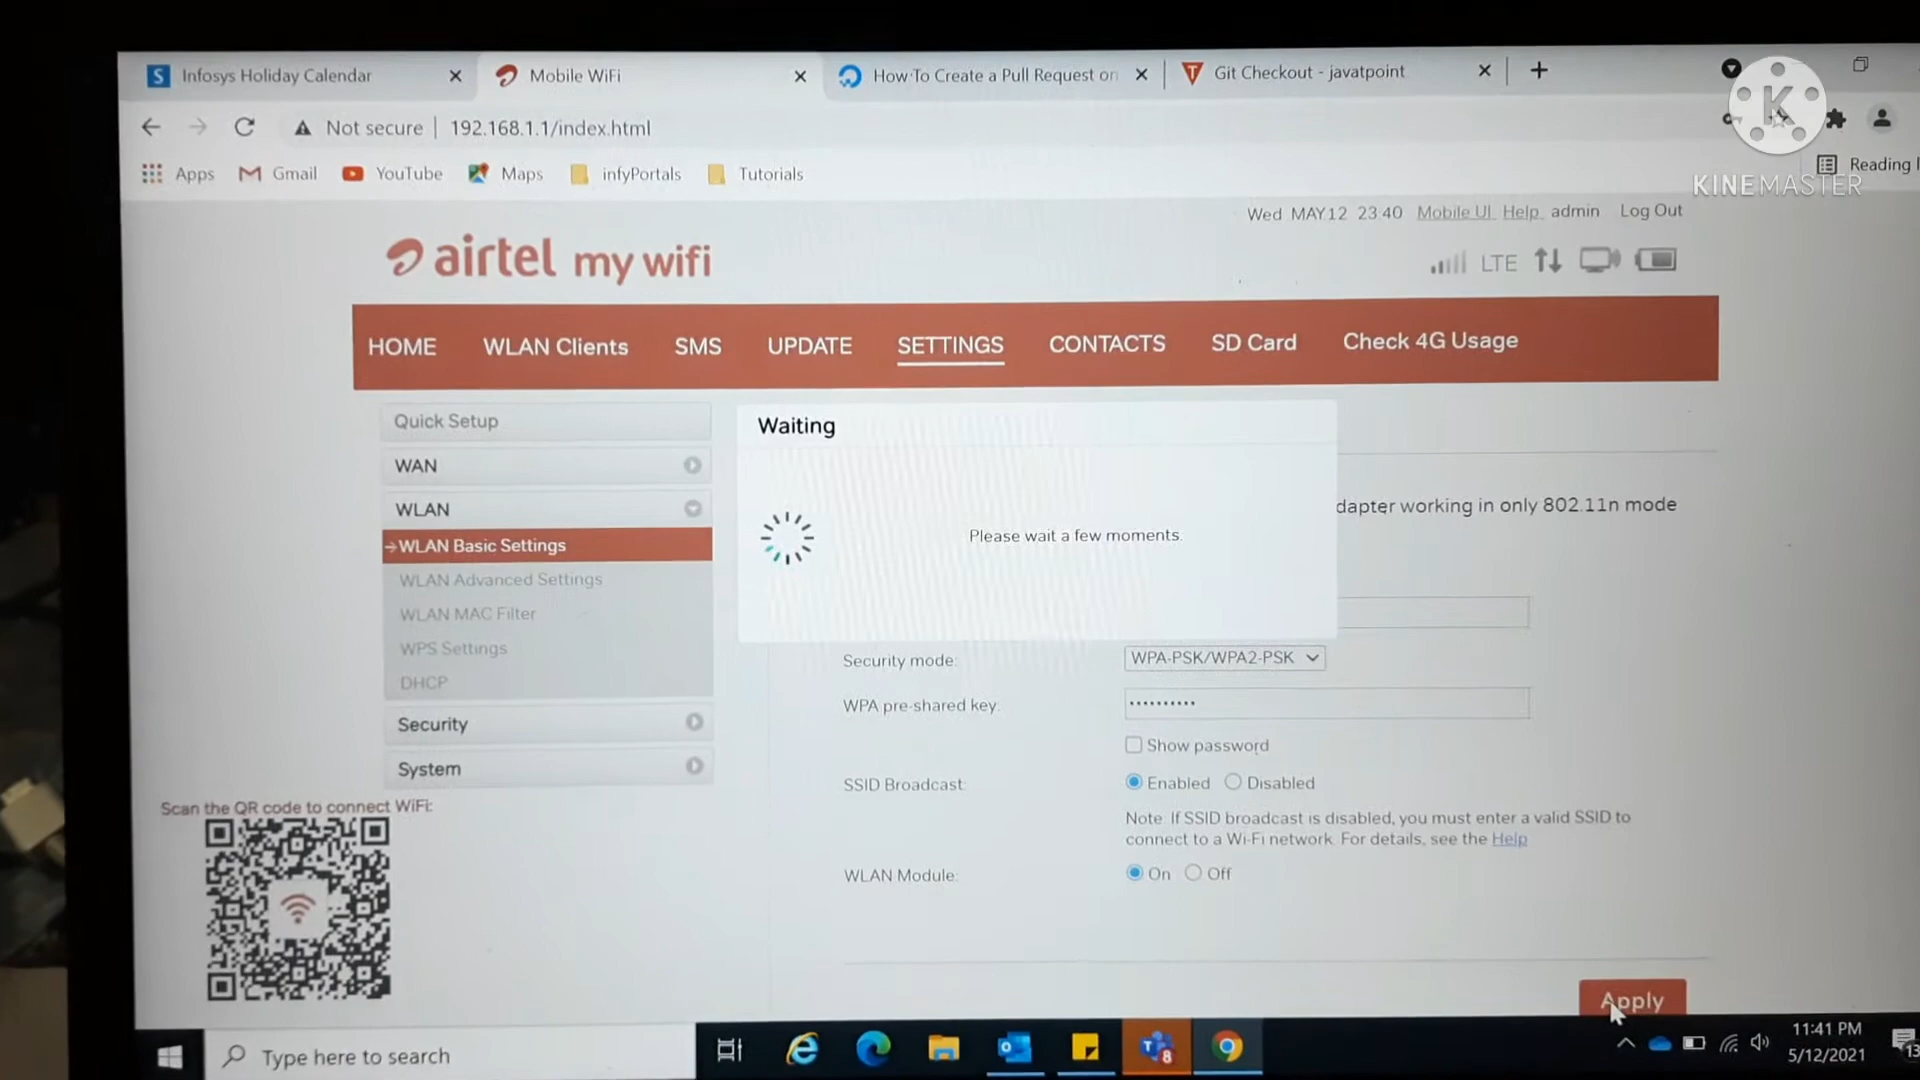 Infosys Holiday Calendar
Mobile WiFi
How To Create a Pull Request on
Git Checkout - javatpoint
Not secure
192.168.1.1/index.html
Apps
Gmail
YouTube
Maps
infyPortals
Tutorials
Reading
KINEMASTER
Wed MAY12 23:40 Mobile UI Help admin Log Out
airtel my wifi
LTE
HOME
WLAN Clients
SMS
UPDATE
SETTINGS
CONTACTS
SD Card
Check 4G Usage
Quick Setup
WAN
WLAN
WLAN Basic Settings
WLAN Advanced Settings
WLAN MAC Filter
WPS Settings
DHCP
Security
System
Scan the QR code to connect WiFi:
Waiting
Please wait a few moments.
dapter working in only 802.11n mode
Security mode:
WPA-PSK/WPA2-PSK
WPA pre-shared key:
Show password
SSID Broadcast:
Enabled
Disabled
Note: If SSID broadcast is disabled, you must enter a valid SSID to
connect to a Wi-Fi network. For details, see the Help
WLAN Module:
On
Off
Apply
Type here to search
8
11:41 PM
5/12/2021
13